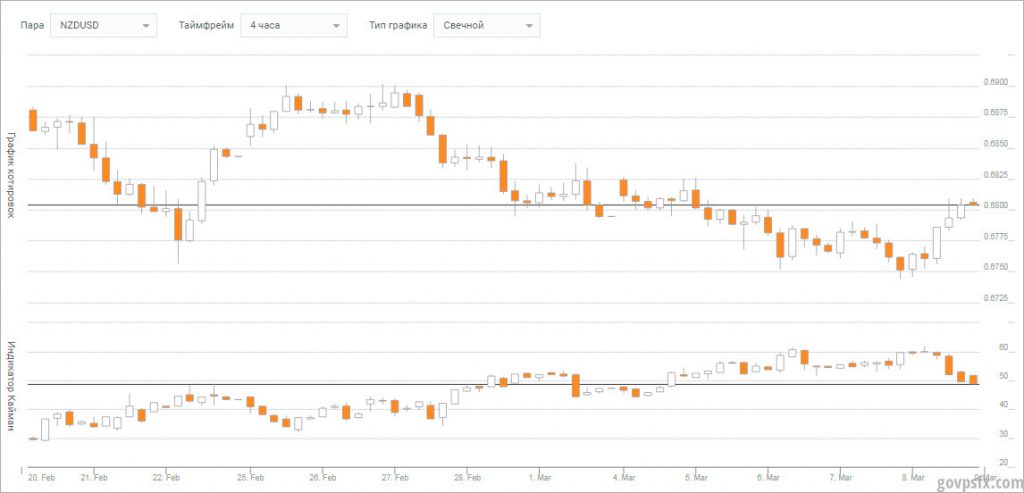 Пара NZDUSD Таймфрейм 4 часа Тип графика Свечной
График котировок
0.6900
0.6875
0.6850
0.6825
0.6800
0.6775
0.6750
0.6725
Индикатор Кайман
60
50
40
30
20
20. Feb 21. Feb 22. Feb 25. Feb 26. Feb 27. Feb 28. Feb 1. Mar 4. Mar 5. Mar 6. Mar 7. Mar 8. Mar
govpsfx.com